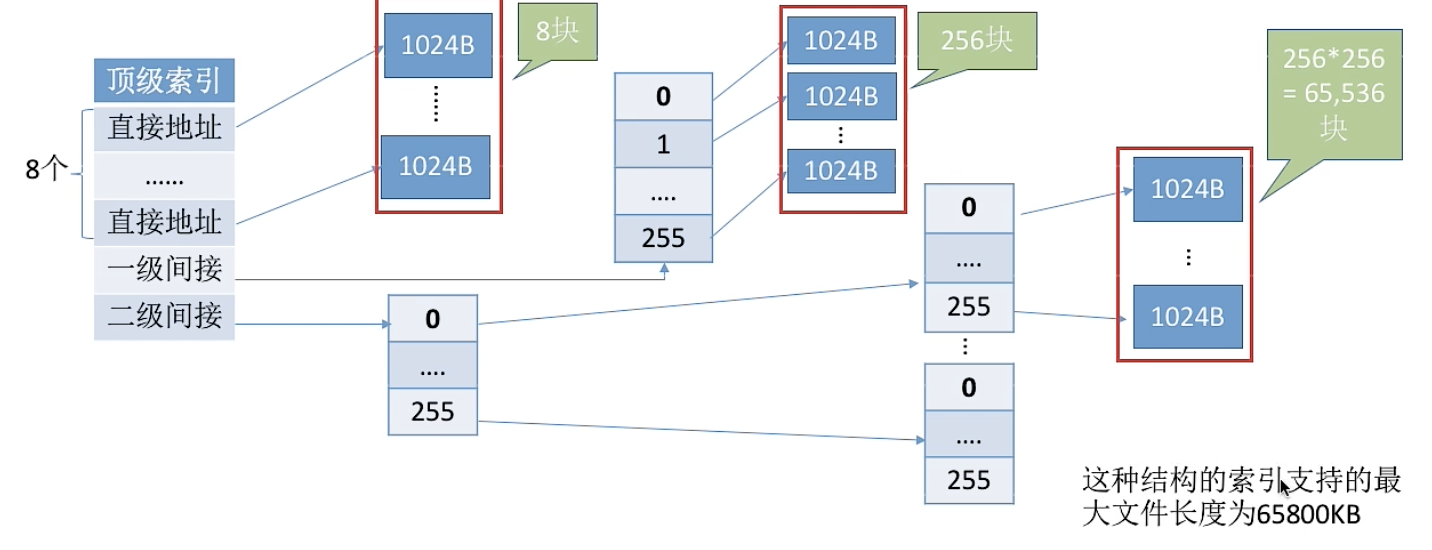 顶级索引
直接地址
……
直接地址
一级间接
二级间接
8个
1024B
1024B
8块
0
1
....
255
1024B
1024B
1024B
256块
0
....
255
0
....
255
0
....
255
1024B
1024B
256*256
= 65,536
块
这种结构的索引支持的最
大文件长度为65800KB